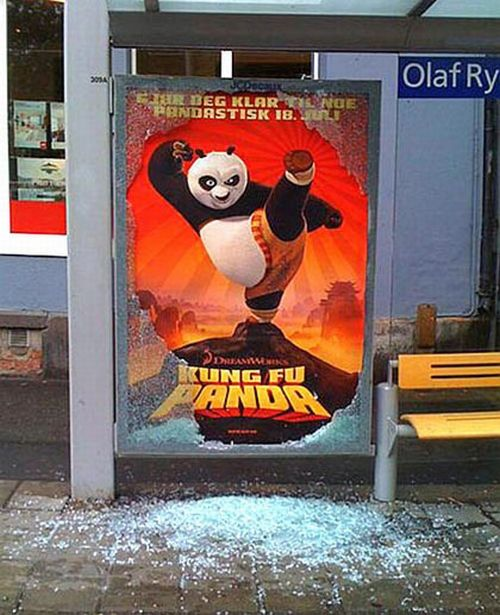 309A
JCDecaux
GJØR DEG KLAR TIL NOE
PANDASTISK 18. JULI
Olaf Ry
DREAMWORKS
KUNG FU
PANDA